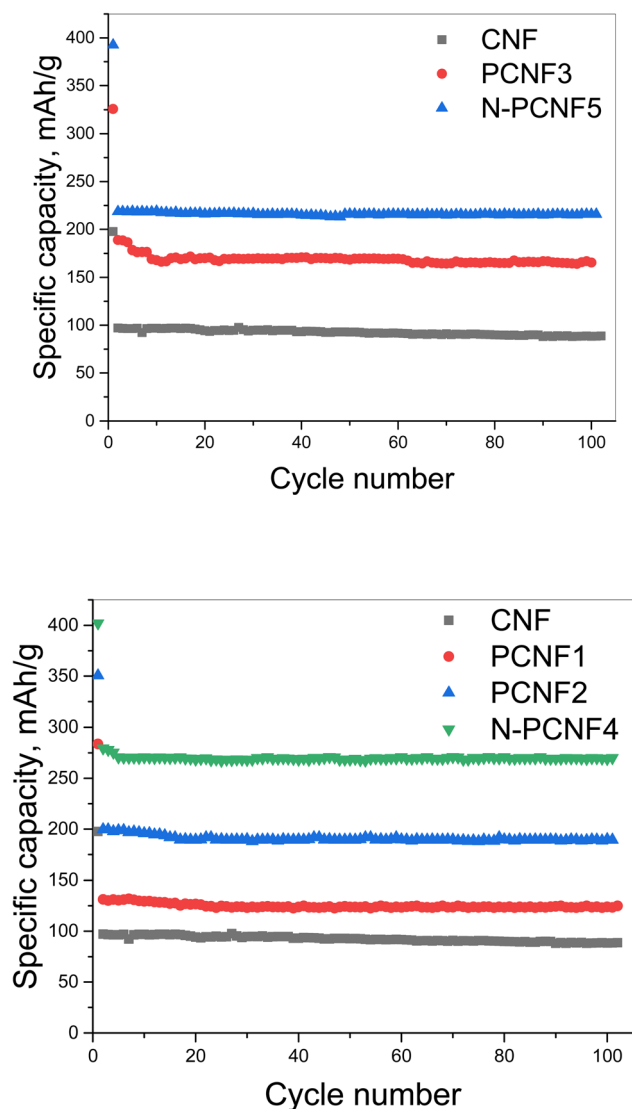 Specific capacity, mAh/g
400
350
300
250
200
150
100
50
0
CNF
PCNF3
N-PCNF5
0 20 40 60 80 100
Cycle number
Specific capacity, mAh/g
400
350
300
250
200
150
100
50
0
CNF
PCNF1
PCNF2
N-PCNF4
0 20 40 60 80 100
Cycle number